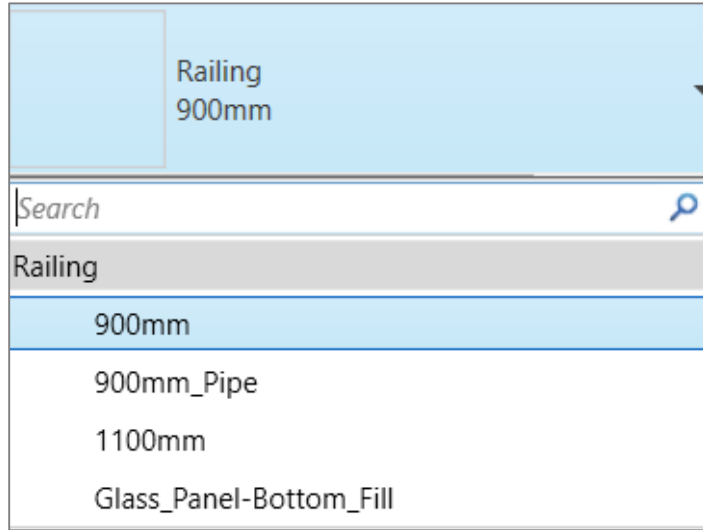 Railing
900mm
Search
Railing
900mm
900mm_Pipe
1100mm
Glass_Panel-Bottom_Fill